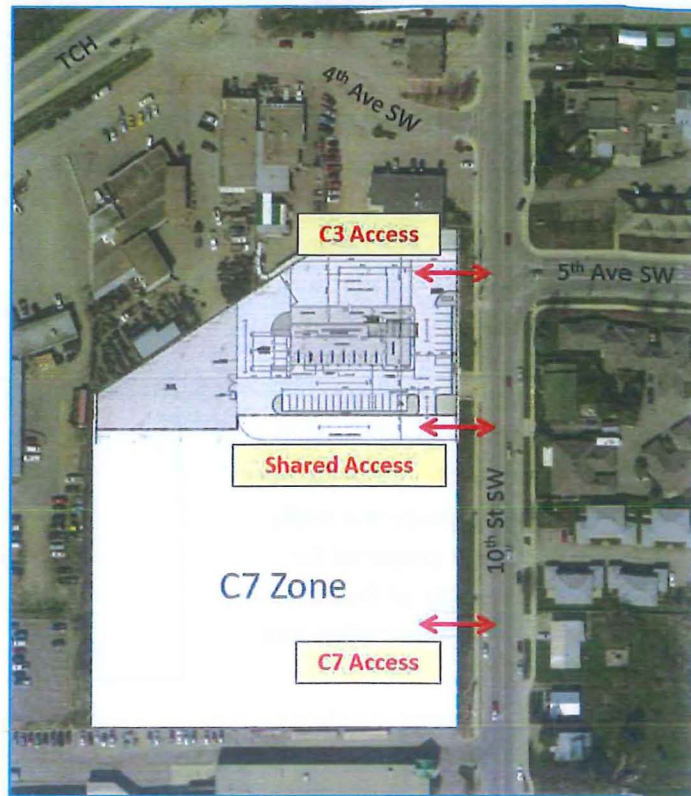 TCH
4th Ave SW
C3 Access
5th Ave SW
Shared Access
10th St SW
C7 Zone
C7 Access